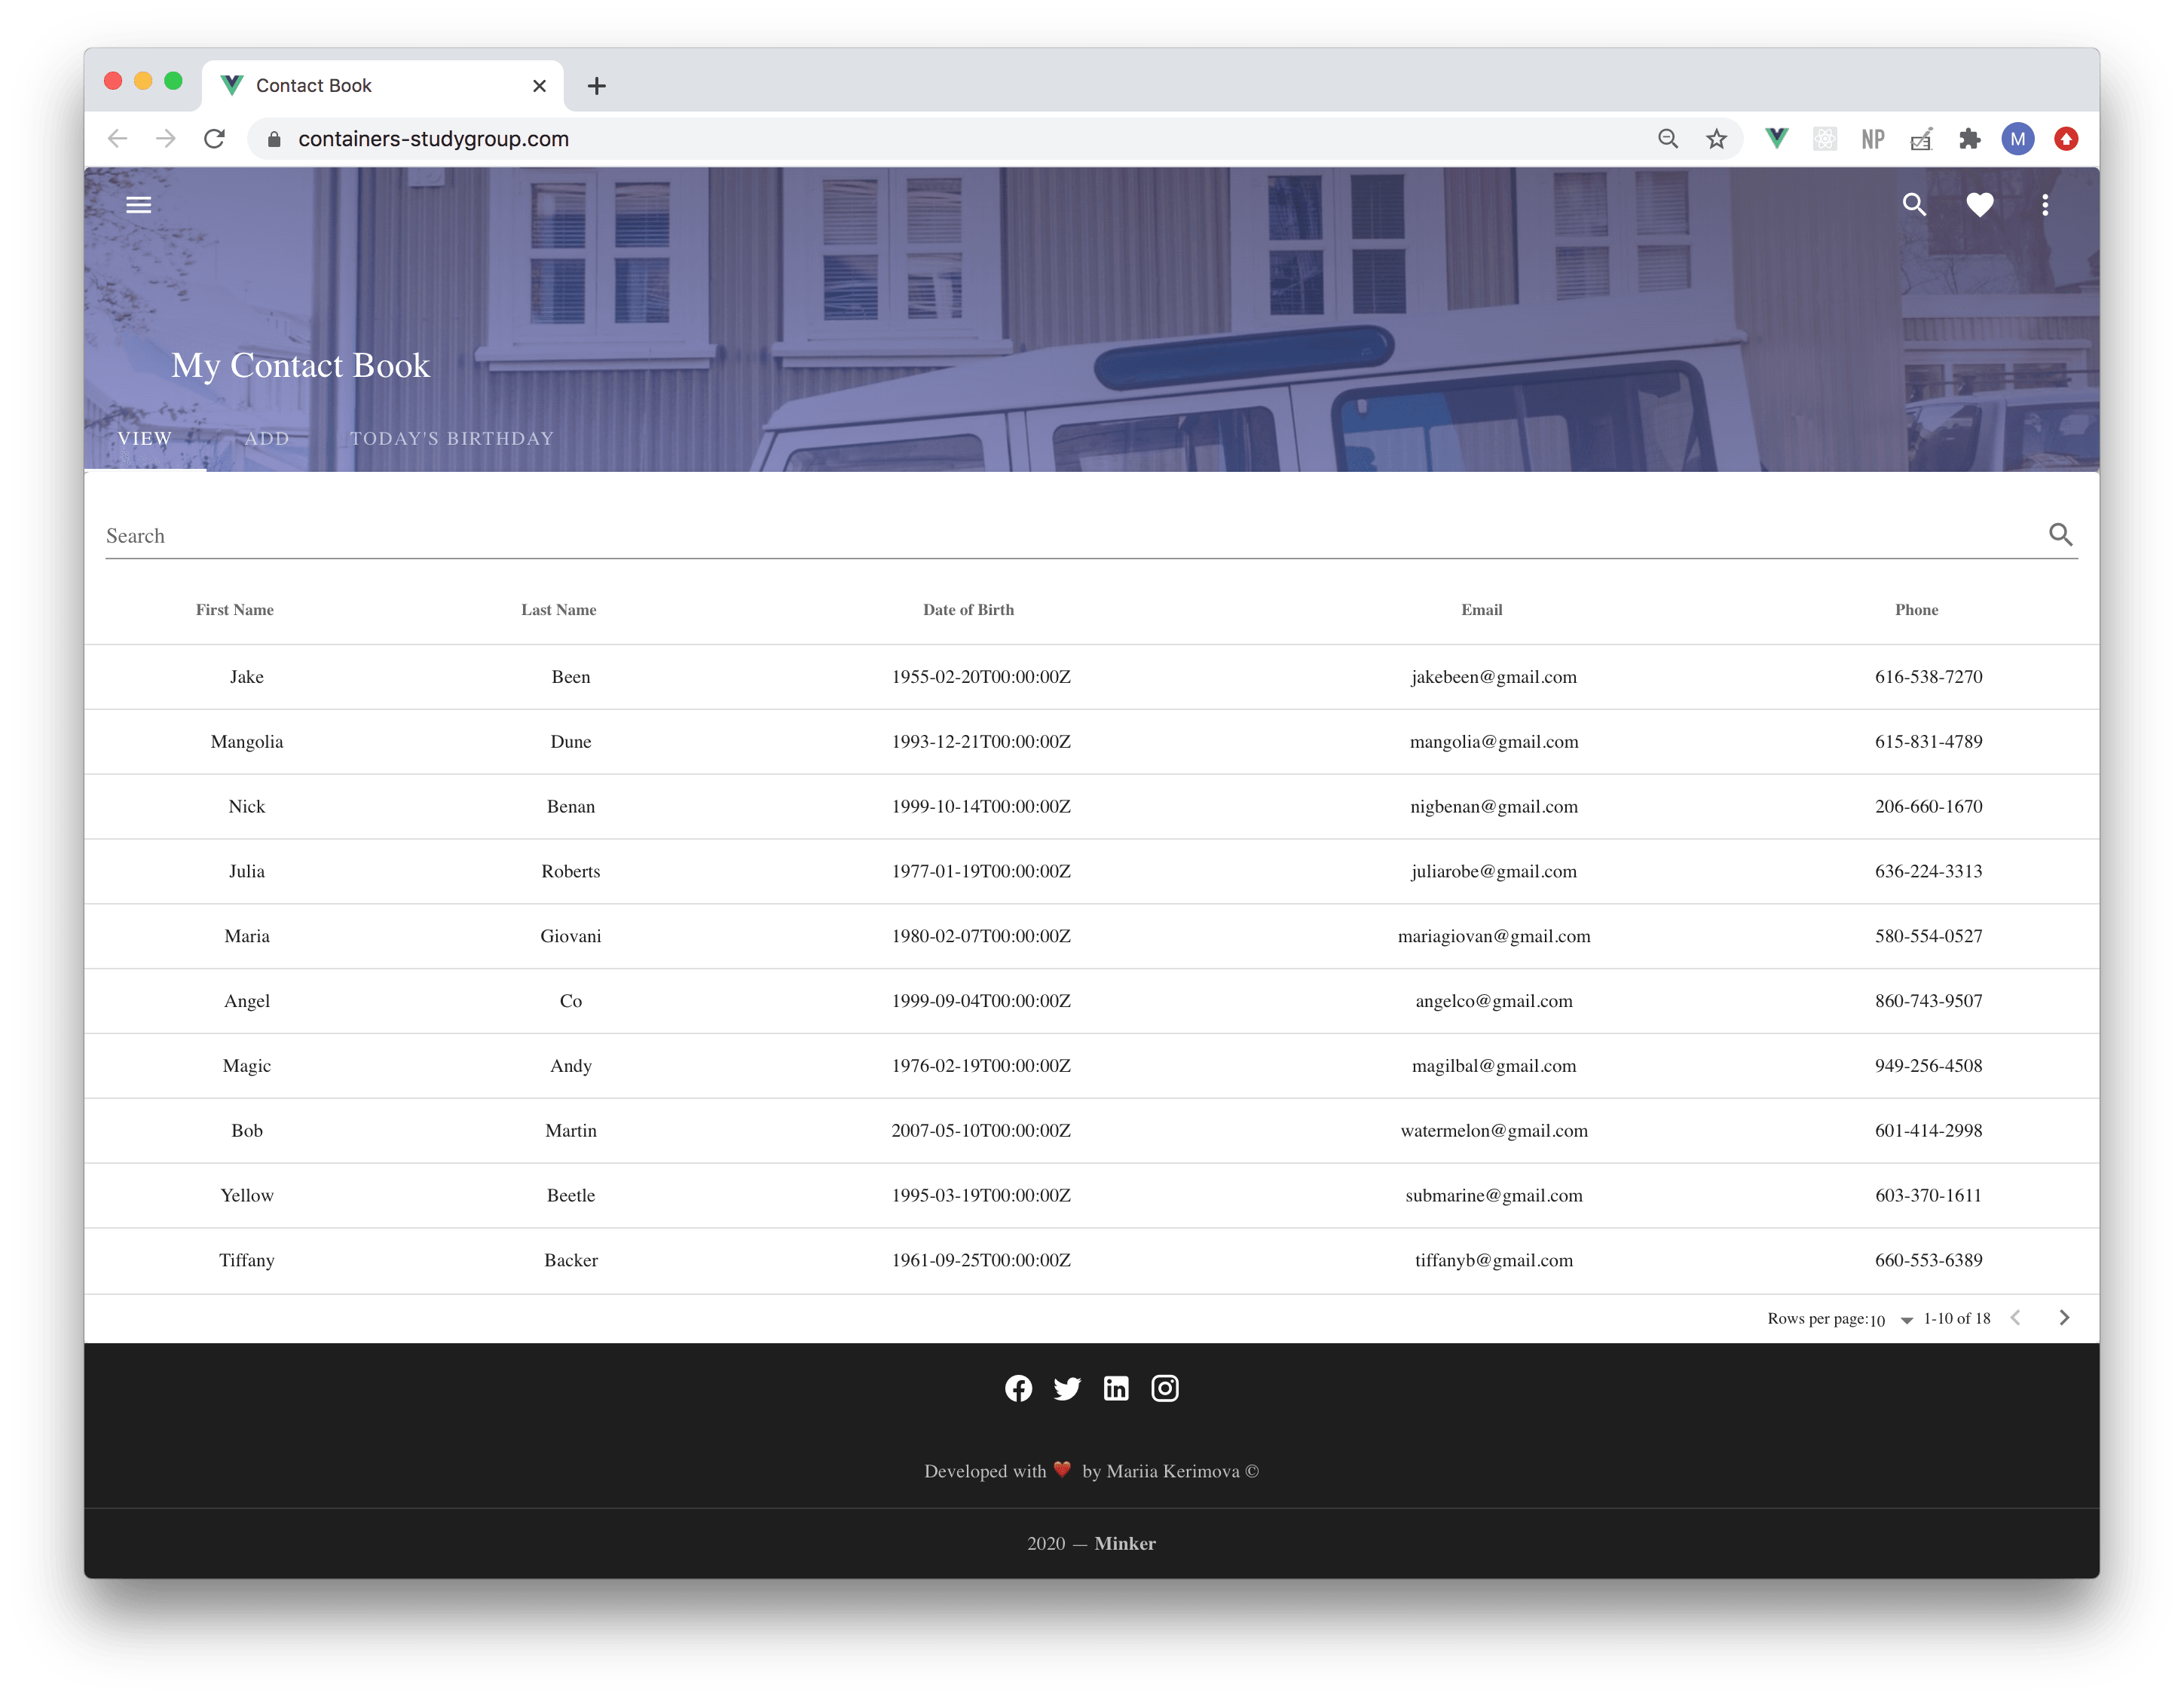 Contact Book
containers-studygroup.com
NP
M
My Contact Book
VIEW ADD TODAY'S BIRTHDAY
Search
First Name Last Name Date of Birth Email Phone
Jake Been 1955-02-20T00:00:00Z jakebeen@gmail.com 616-538-7270
Mangolia Dune 1993-12-21T00:00:00Z mangolia@gmail.com 615-831-4789
Nick Benan 1999-10-14T00:00:00Z nigbenan@gmail.com 206-660-1670
Julia Roberts 1977-01-19T00:00:00Z juliarobe@gmail.com 636-224-3313
Maria Giovani 1980-02-07T00:00:00Z mariagiovan@gmail.com 580-554-0527
Angel Co 1999-09-04T00:00:00Z angelco@gmail.com 860-743-9507
Magic Andy 1976-02-19T00:00:00Z magilbal@gmail.com 949-256-4508
Bob Martin 2007-05-10T00:00:00Z watermelon@gmail.com 601-414-2998
Yellow Beetle 1995-03-19T00:00:00Z submarine@gmail.com 603-370-1611
Tiffany Backer 1961-09-25T00:00:00Z tiffanyb@gmail.com 660-553-6389
Rows per page: 10 1-10 of 18
Developed with ❤️ by Mariia Kerimova ©
2020 — Minker